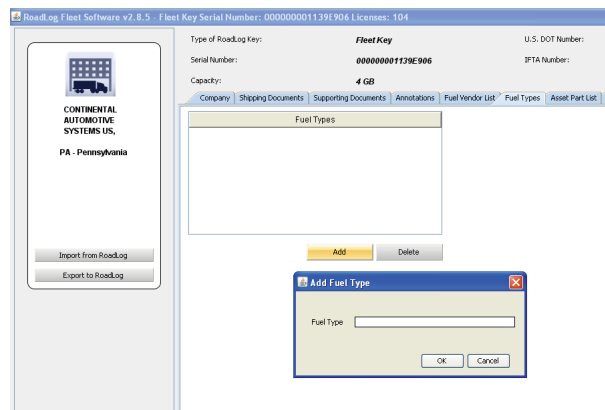 RoadLog Fleet Software v2.8.5 - Fleet Key Serial Number: 000000001139E906 Licenses: 104
Type of RoadLog Key: Fleet Key U.S. DOT Number:
Serial Number: 000000001139E906 IFTA Number:
Capacity: 4 GB
Company Shipping Documents Supporting Documents Annotations Fuel Vendor List Fuel Types Asset Part List
CONTINENTAL
AUTOMOTIVE
SYSTEMS US,
PA - Pennsylvania
Fuel Types
Import from RoadLog
Export to RoadLog
Add Delete
Add Fuel Type
Fuel Type
OK Cancel